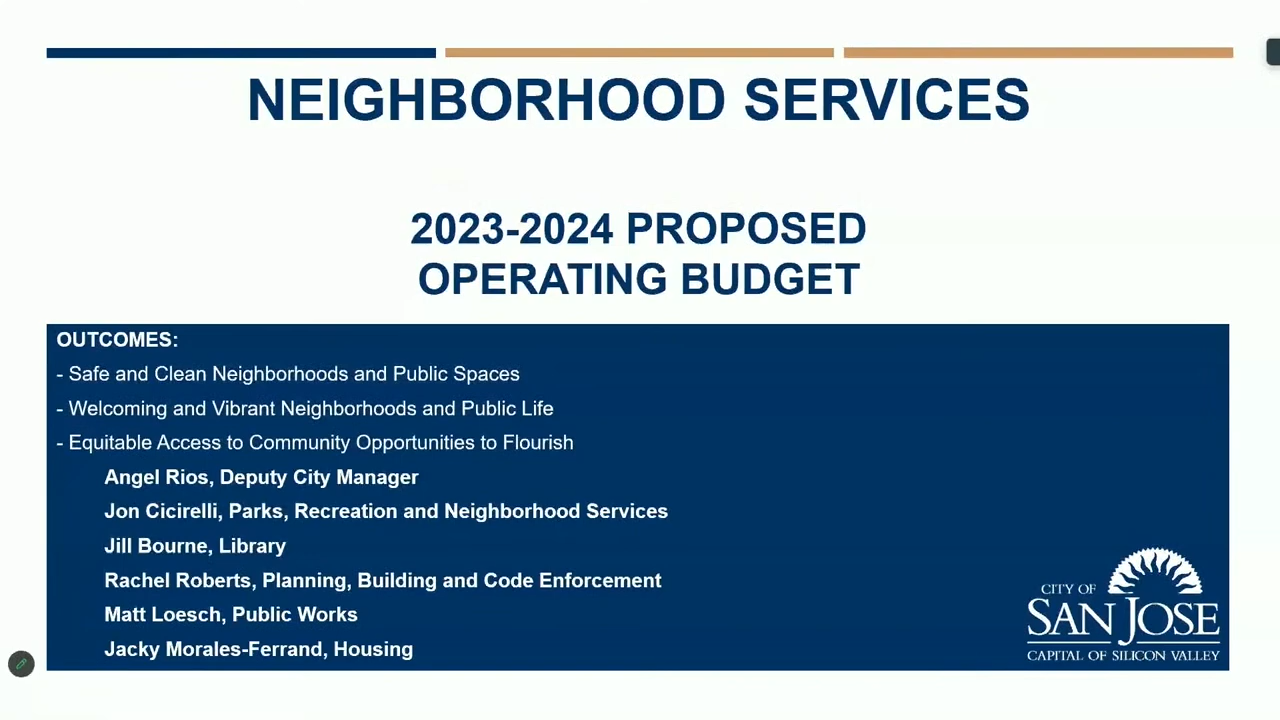 NEIGHBORHOOD SERVICES
2023-2024 PROPOSED
OPERATING BUDGET
OUTCOMES:
- Safe and Clean Neighborhoods and Public Spaces
- Welcoming and Vibrant Neighborhoods and Public Life
- Equitable Access to Community Opportunities to Flourish
Angel Rios, Deputy City Manager
Jon Cicirelli, Parks, Recreation and Neighborhood Services
Jill Bourne, Library
Rachel Roberts, Planning, Building and Code Enforcement
Matt Loesch, Public Works
Jacky Morales-Ferrand, Housing
CITY OF
SAN JOSE
CAPITAL OF SILICON VALLEY